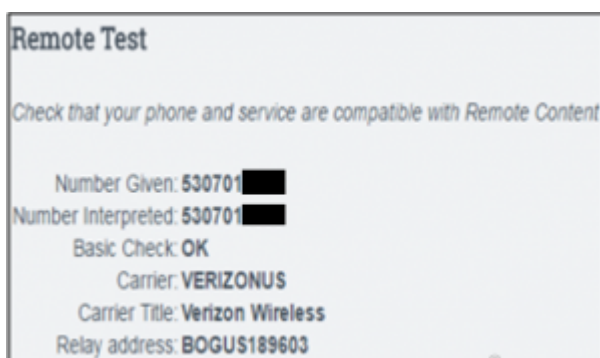 Remote Test
Check that your phone and service are compatible with Remote Content
Number Given: 530701
Number Interpreted: 530701
Basic Check: OK
Carrier: VERIZONUS
Carrier Title: Verizon Wireless
Relay address: BOGUS189603